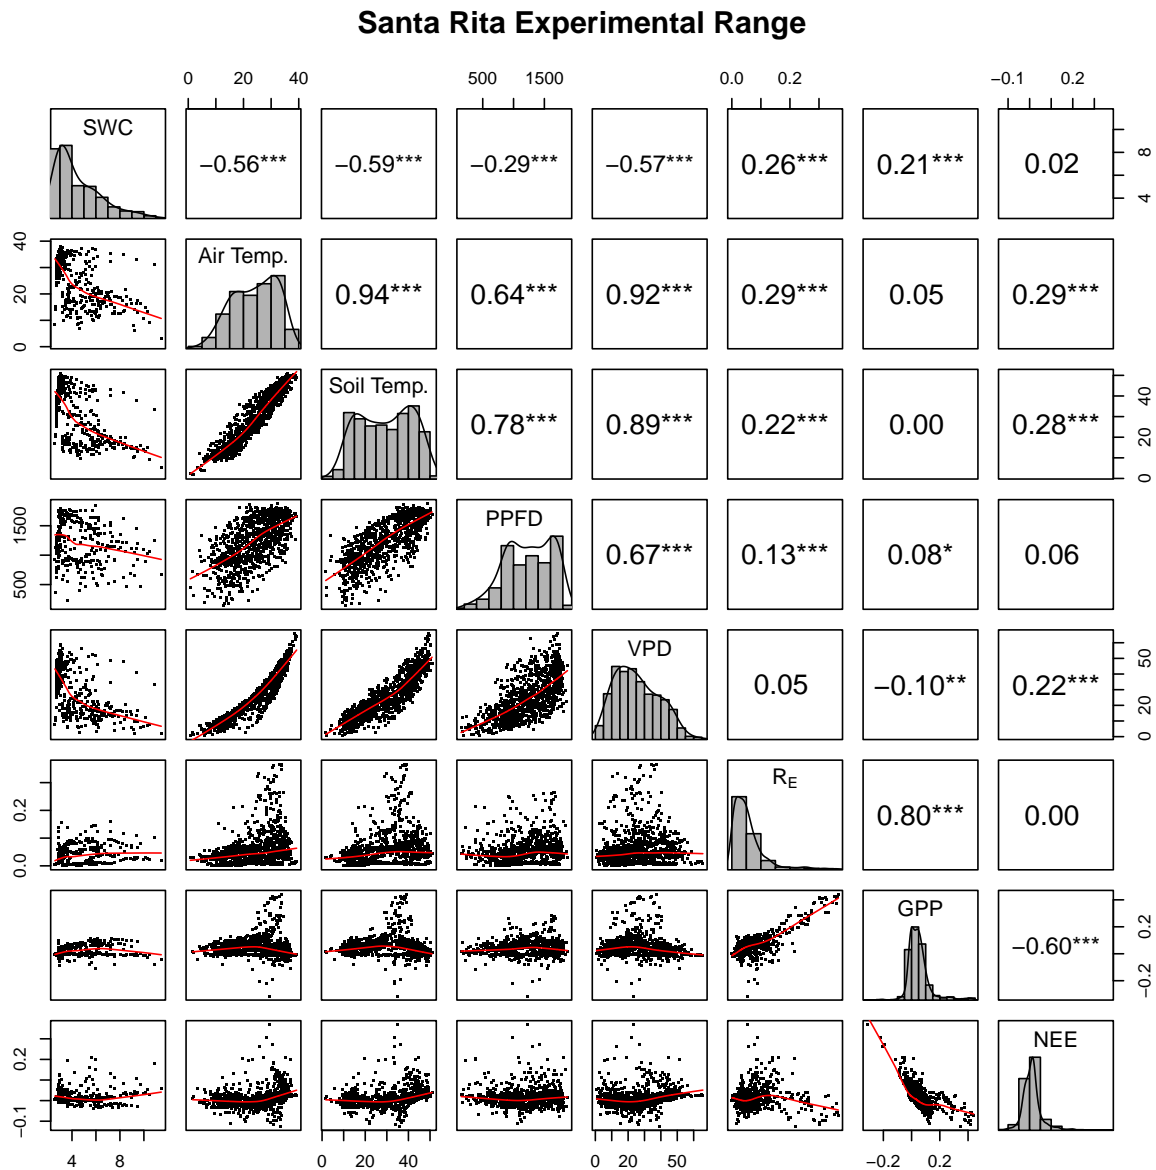 Santa Rita Experimental Range
0 20 40 500 1500 0.0 0.2 −0.1 0.2
SWC −0.56*** −0.59*** −0.29*** −0.57*** 0.26*** 0.21*** 0.02 4 8
0 20 40 Air Temp. 0.94*** 0.64*** 0.92*** 0.29*** 0.05 0.29***
Soil Temp. 0.78*** 0.89*** 0.22*** 0.00 0.28*** 0 20 40
500 1500 PPFD 0.67*** 0.13*** 0.08* 0.06
VPD 0.05 −0.10** 0.22*** 0 20 50
0.0 0.2 RE 0.80*** 0.00
GPP −0.60*** −0.2 0.2
−0.1 0.2 NEE
4 8 0 20 40 0 20 50 −0.2 0.2